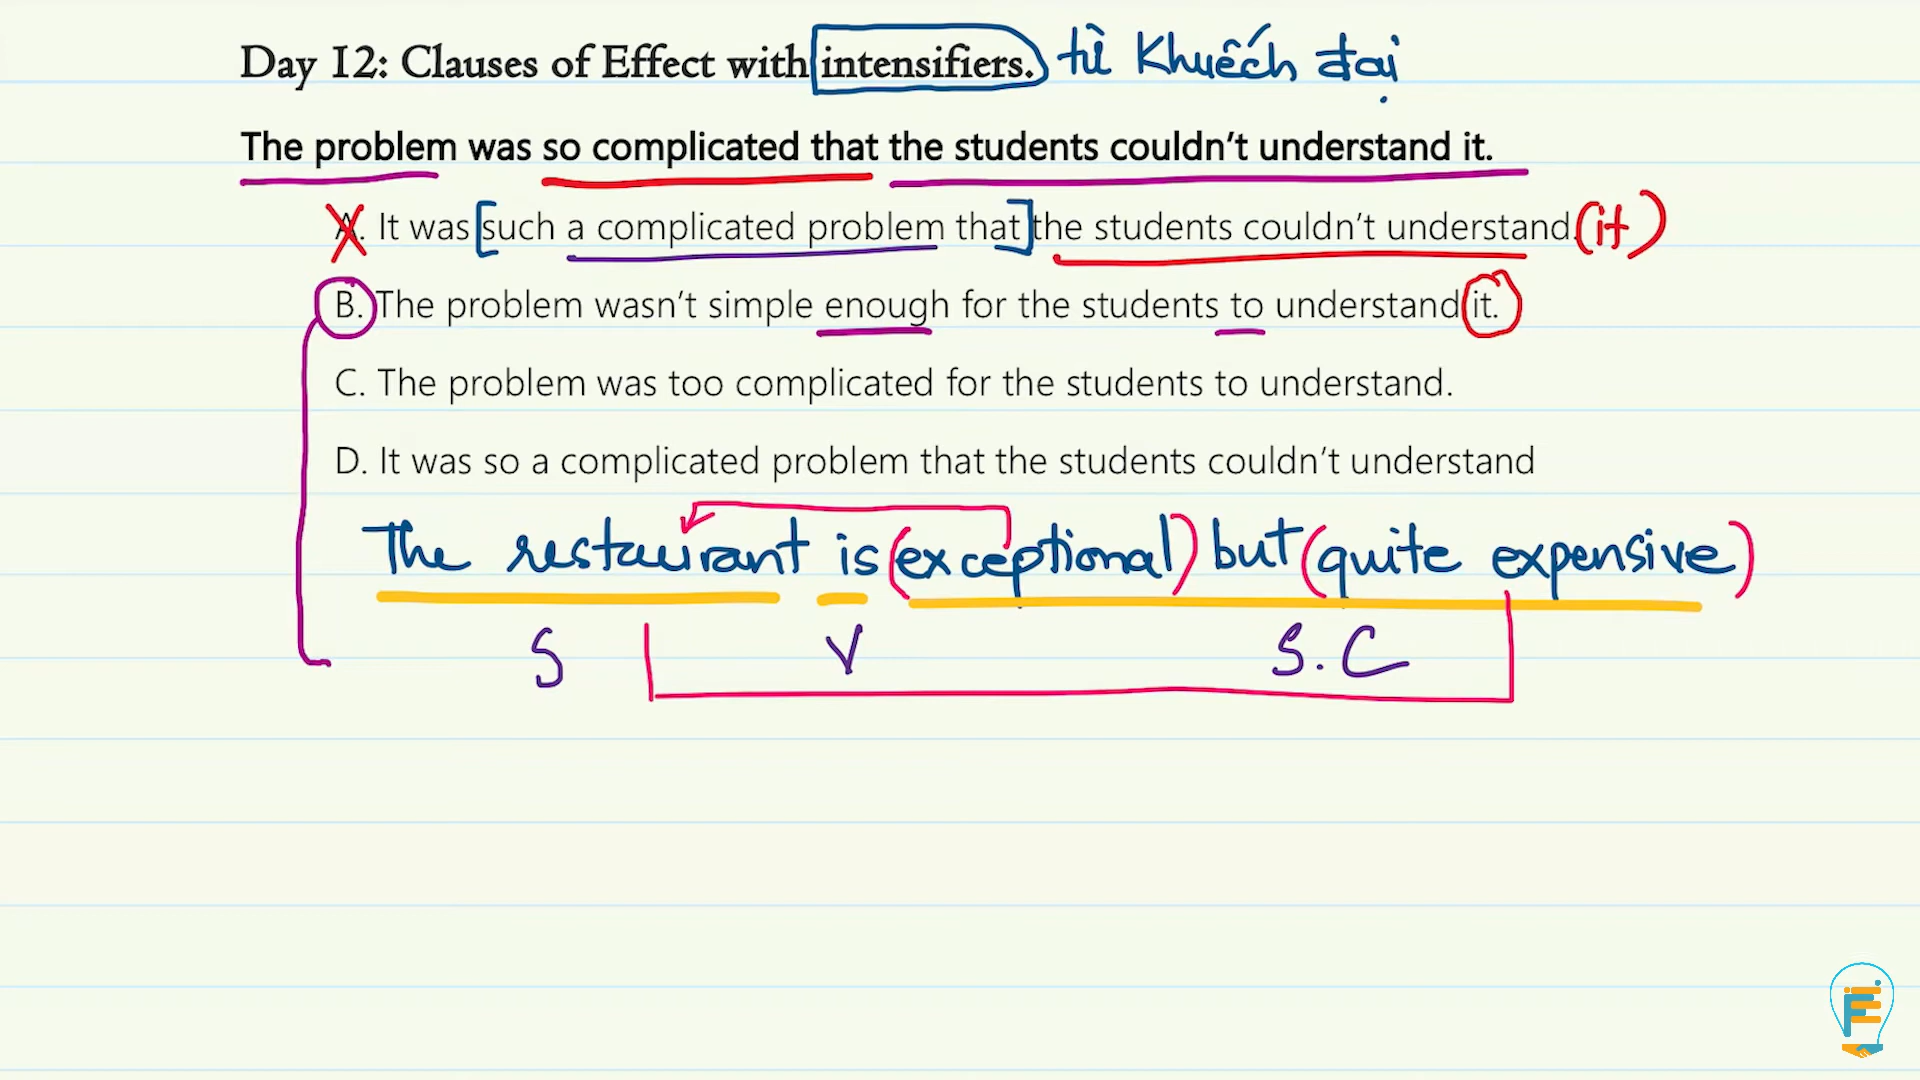 Day 12: Clauses of Effect with intensifiers. từ khuếch đại
The problem was so complicated that the students couldn't understand it.
A. It was [such a complicated problem that] the students couldn't understand. (it)
B. The problem wasn't simple enough for the students to understand it.
C. The problem was too complicated for the students to understand.
D. It was so a complicated problem that the students couldn't understand
The restaurant is (exceptional) but (quite expensive)
S V S.C